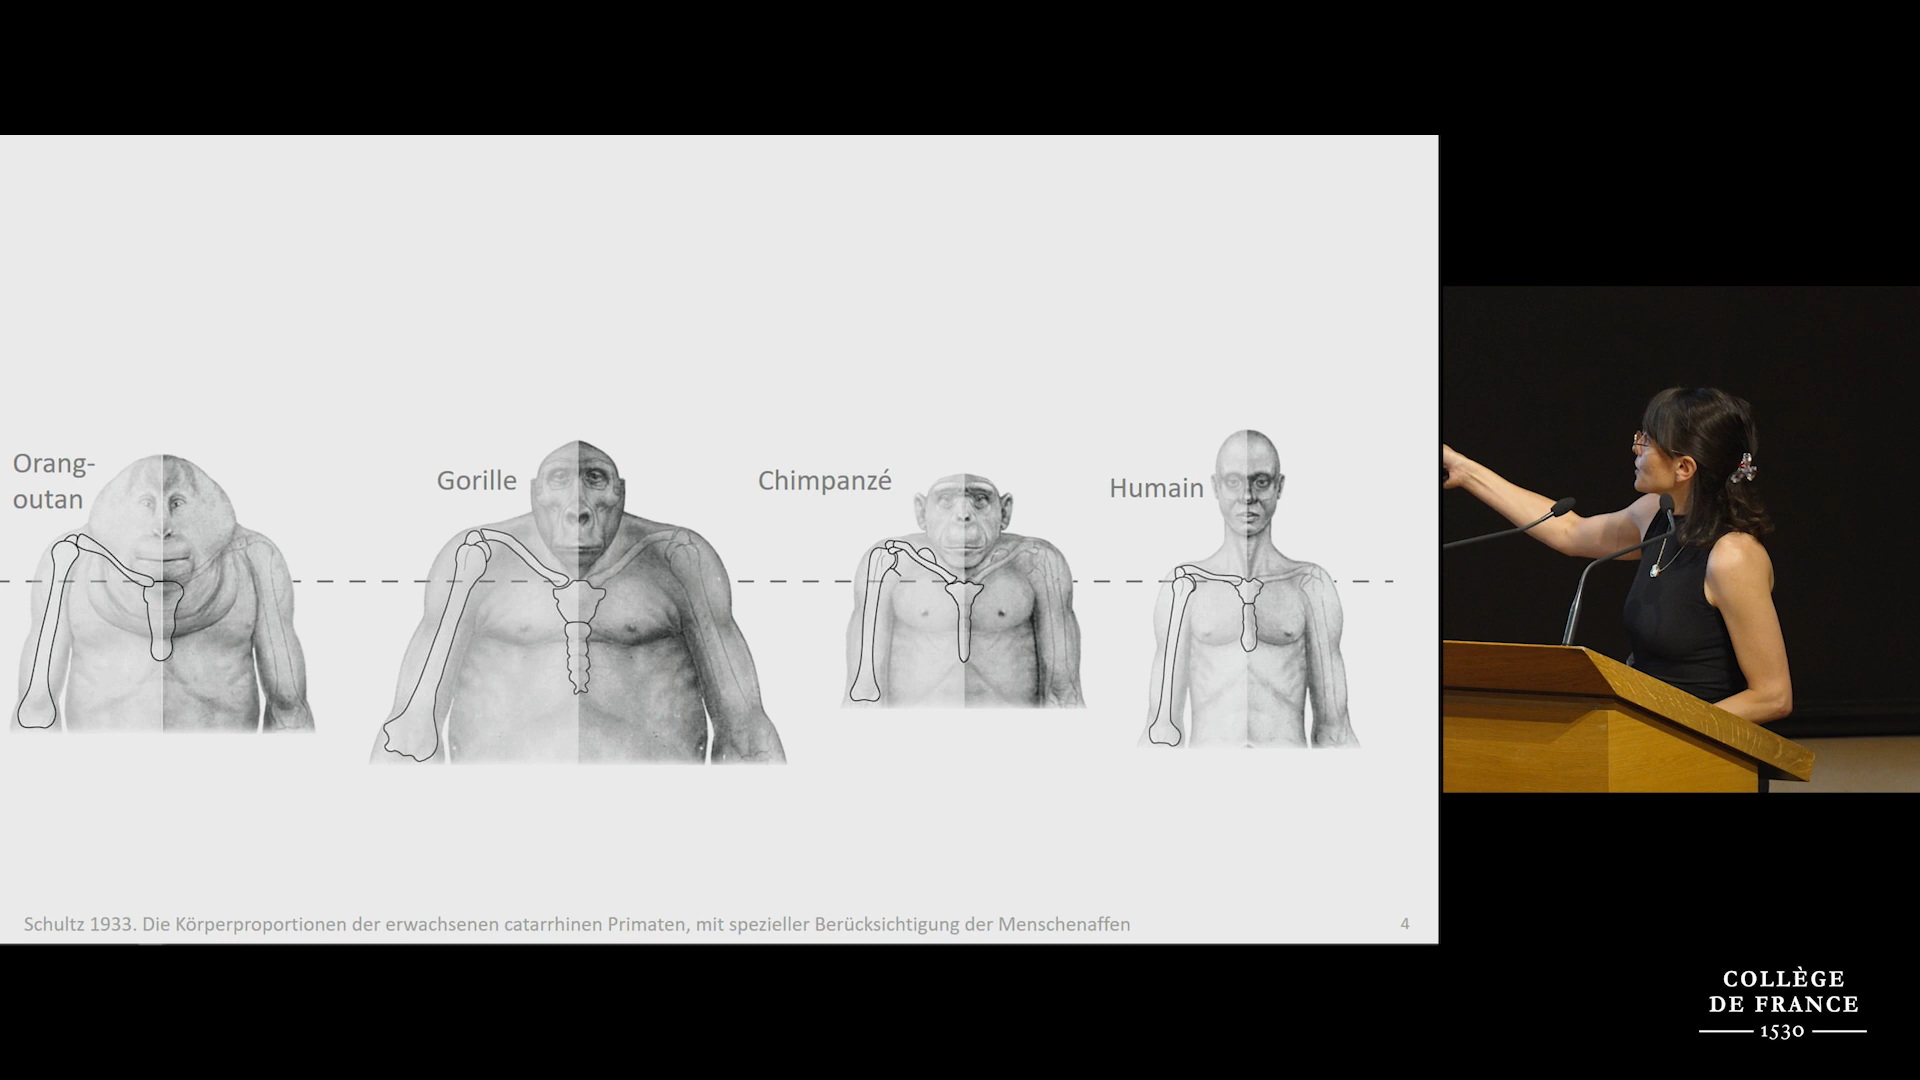 Orang-
outan
Gorille
Chimpanzé
Humain
Schultz 1933. Die Körperproportionen der erwachsenen catarrhinen Primaten, mit spezieller Berücksichtigung der Menschenaffen
4
COLLÈGE
DE FRANCE
1530